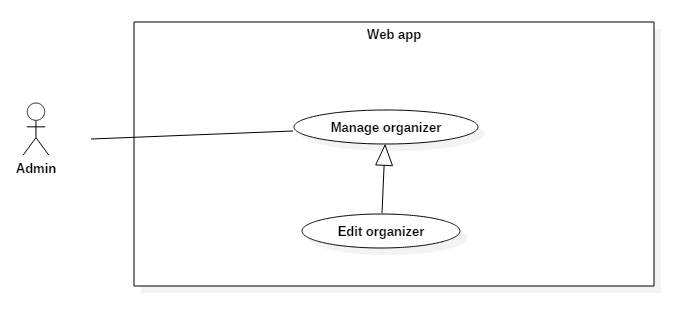 Web app
Manage organizer
Admin
Edit organizer